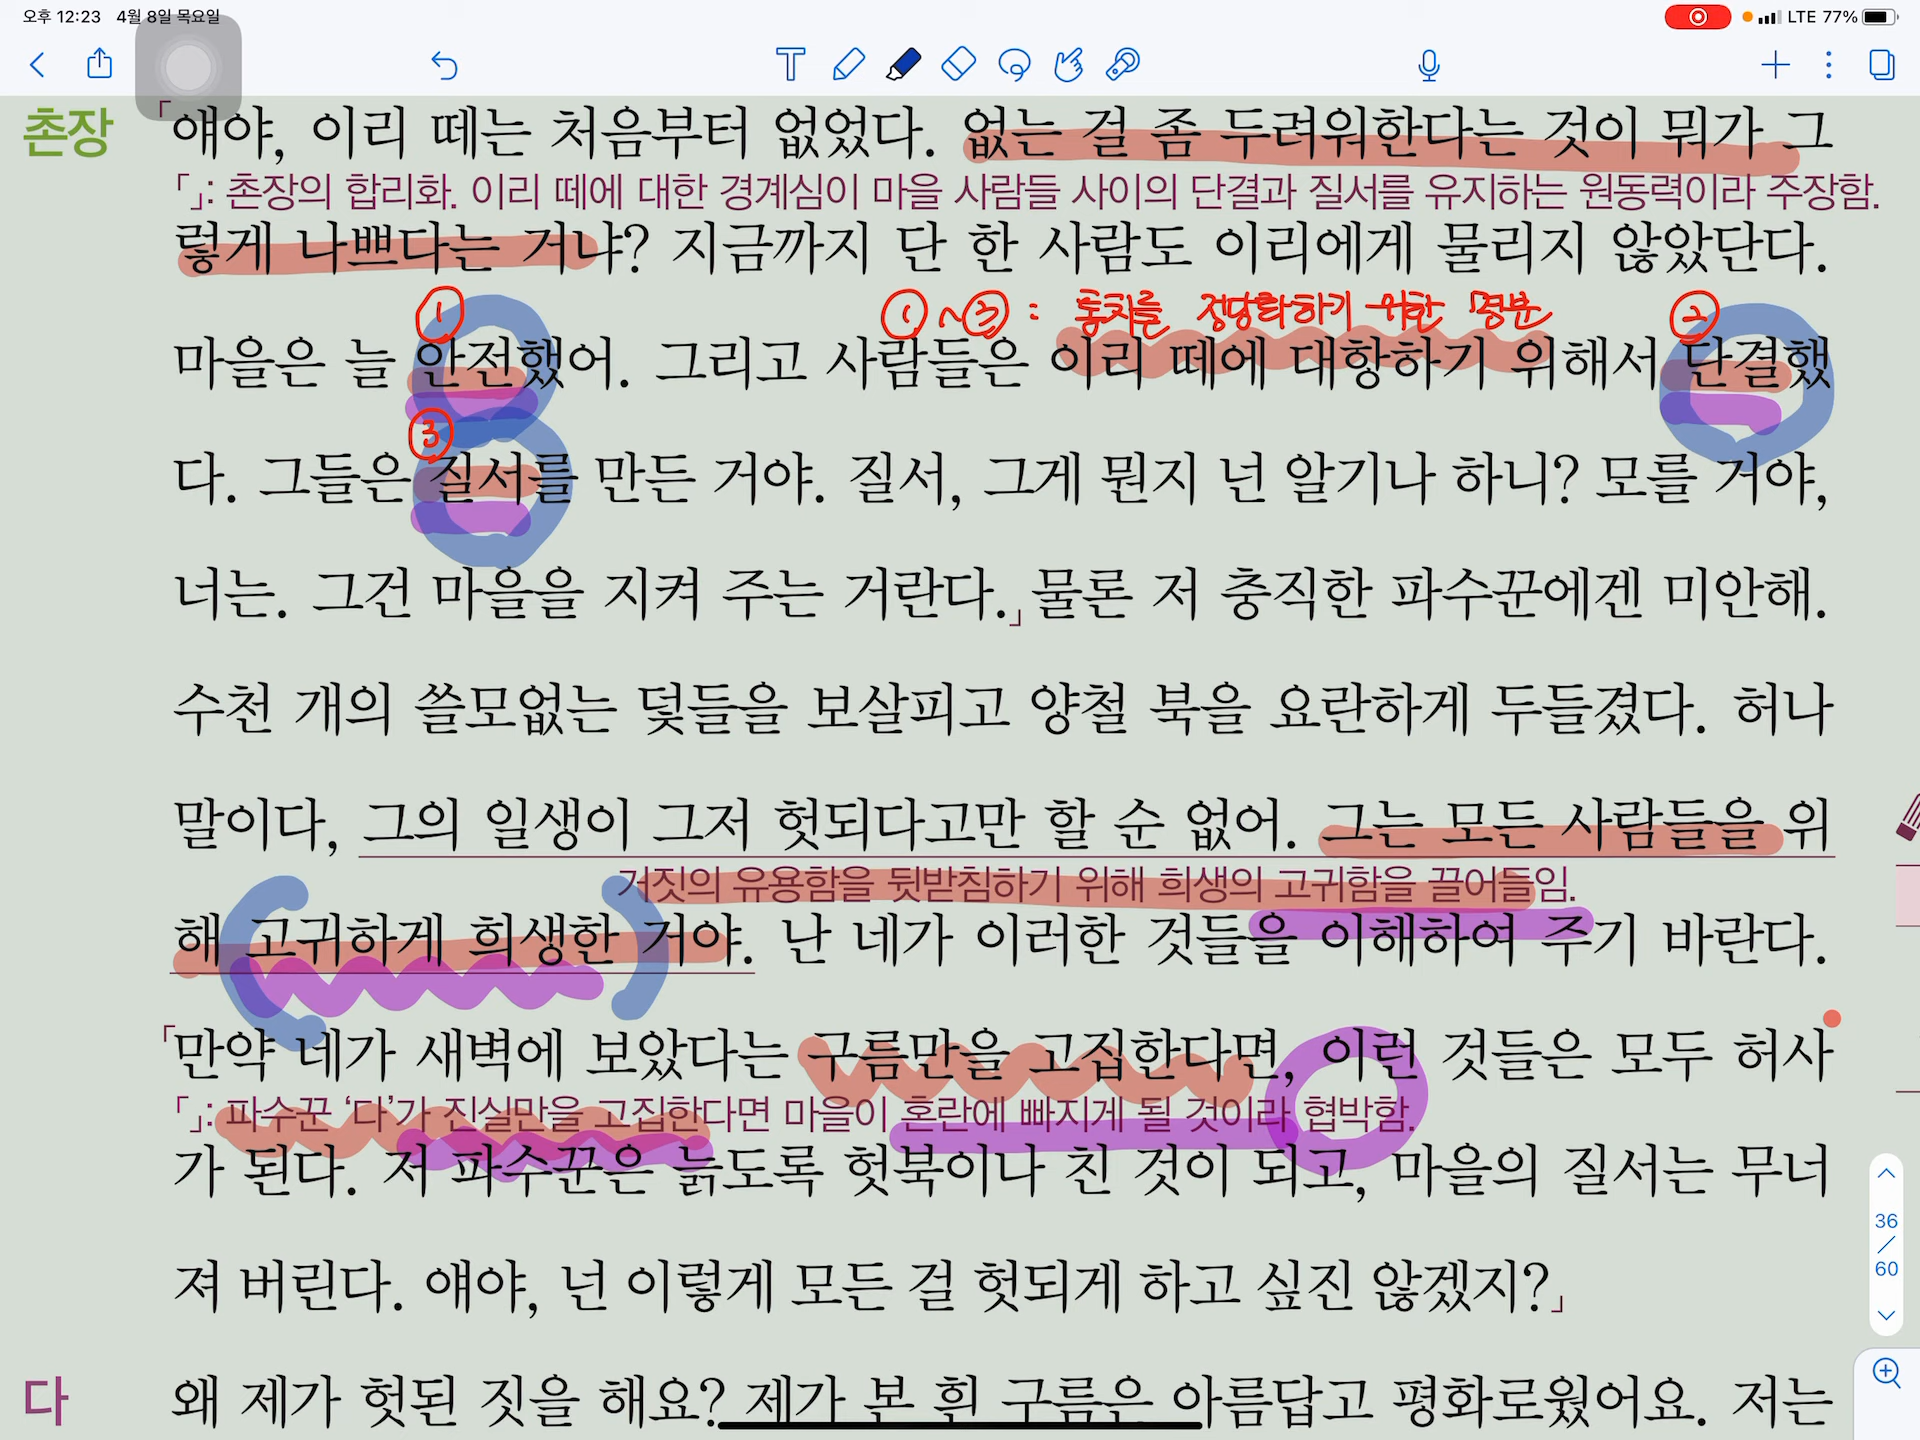 오후 12:23 4월 8일 목요일
LTE 77%
T
촌장 「얘야, 이리 떼는 처음부터 없었다. 없는 걸 좀 두려워한다는 것이 뭐가 그
「」: 촌장의 합리화. 이리 떼에 대한 경계심이 마을 사람들 사이의 단결과 질서를 유지하는 원동력이라 주장함.
렇게 나쁘다는 거냐? 지금까지 단 한 사람도 이리에게 물리지 않았단다.
① ①~③ : 통치를 정당화하기 위한 명분 ②
마을은 늘 안전했어. 그리고 사람들은 이리 떼에 대항하기 위해서 단결했
③
다. 그들은 질서를 만든 거야. 질서, 그게 뭔지 넌 알기나 하니? 모를 거야,
너는. 그건 마을을 지켜 주는 거란다.」 물론 저 충직한 파수꾼에겐 미안해.
수천 개의 쓸모없는 덫들을 보살피고 양철 북을 요란하게 두들겼다. 허나
말이다, 그의 일생이 그저 헛되다고만 할 순 없어. 그는 모든 사람들을 위
거짓의 유용함을 뒷받침하기 위해 희생의 고귀함을 끌어들임.
해 고귀하게 희생한 거야. 난 네가 이러한 것들을 이해하여 주기 바란다.
「만약 네가 새벽에 보았다는 구름만을 고집한다면, 이런 것들은 모두 허사
「」: 파수꾼 ‘다’가 진실만을 고집한다면 마을이 혼란에 빠지게 될 것이라 협박함.
가 된다. 저 파수꾼은 늙도록 헛북이나 친 것이 되고, 마을의 질서는 무너
져 버린다. 얘야, 넌 이렇게 모든 걸 헛되게 하고 싶진 않겠지?」
36
/
60
다 왜 제가 헛된 짓을 해요? 제가 본 흰 구름은 아름답고 평화로웠어요. 저는